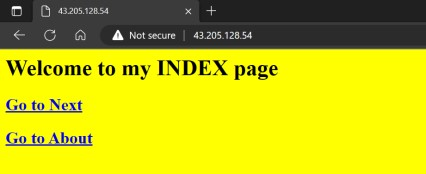 43.205.128.54
Not secure | 43.205.128.54
Welcome to my INDEX page
Go to Next
Go to About